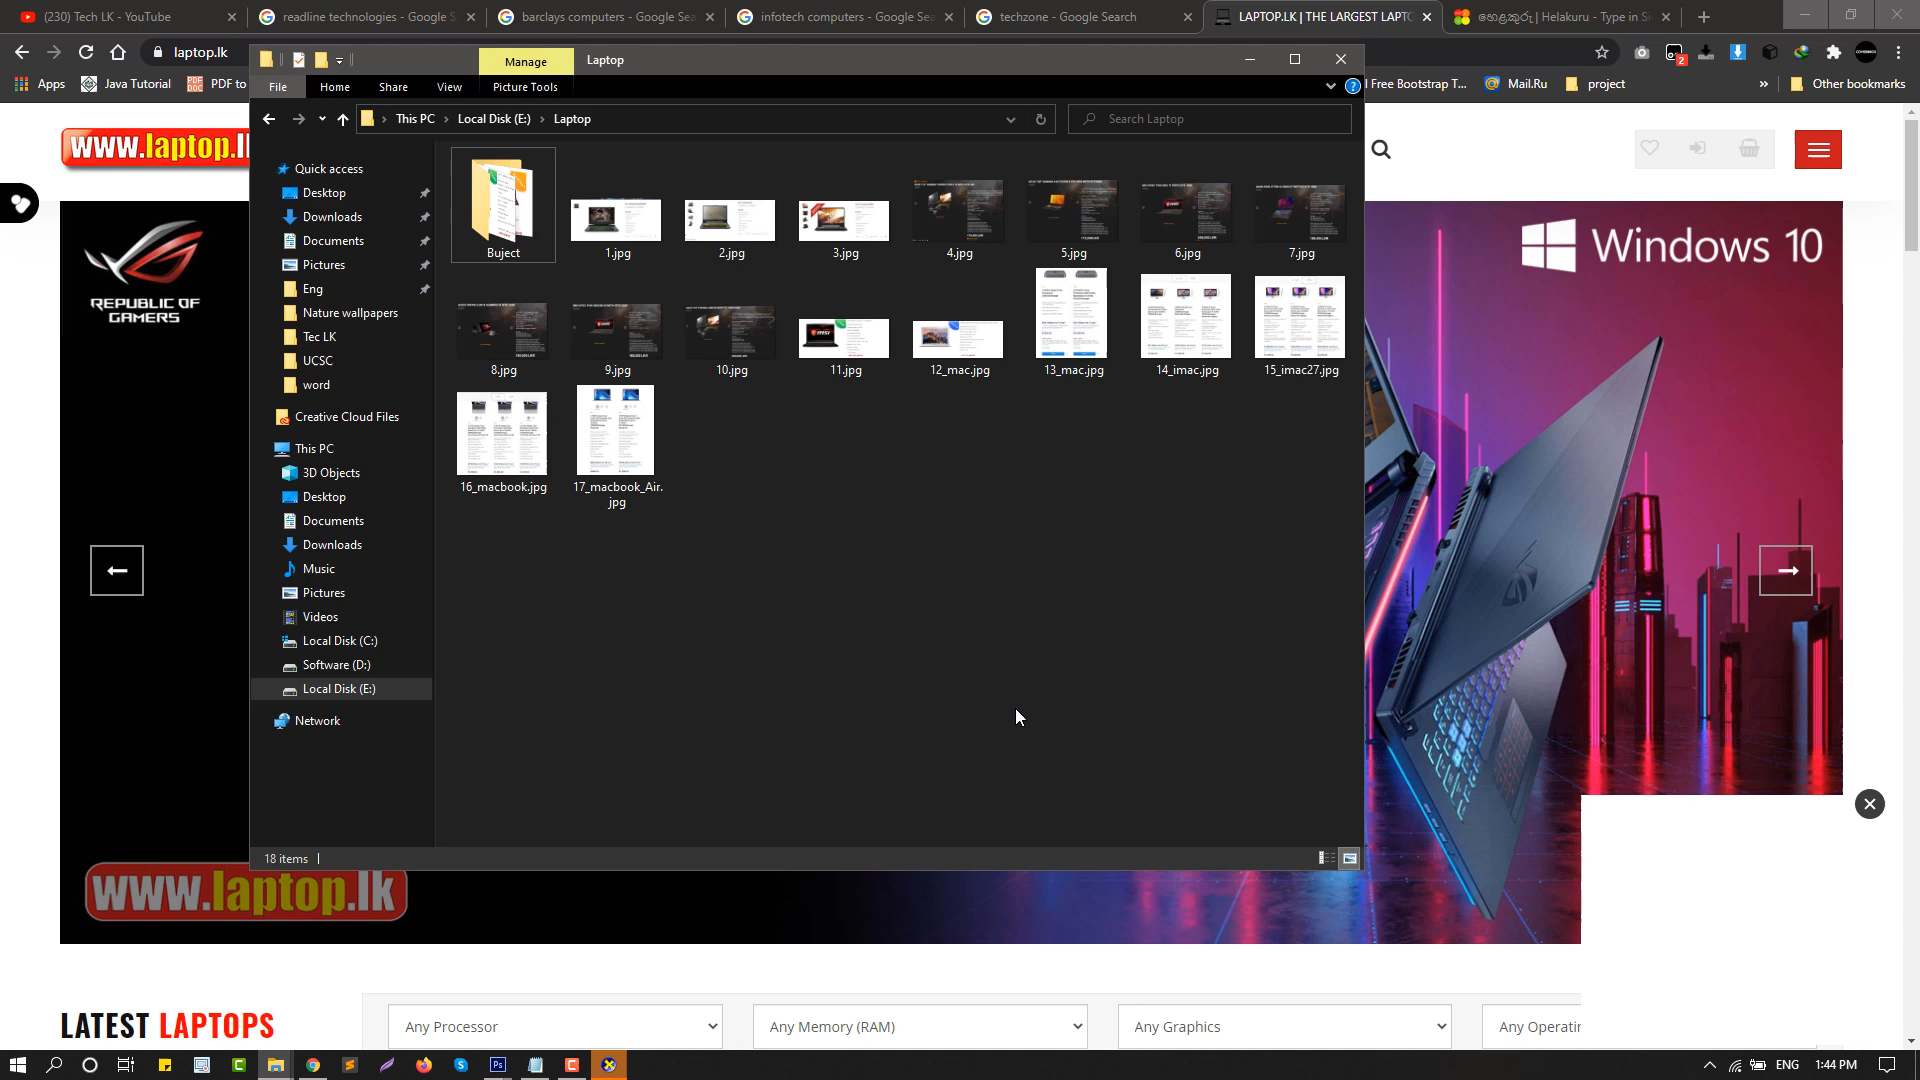 (230) Tech LK - YouTube
readline technologies - Google S
barclays computers - Google Sea
infotech computers - Google Sea
techzone - Google Search
LAPTOP.LK | THE LARGEST LAPTO
හෙළකුරු | Helakuru - Type in Si
laptop.lk
2
Apps
Java Tutorial
PDF to
l Free Bootstrap T...
Mail.Ru
project
»
Other bookmarks
Manage
Laptop
File
Home
Share
View
Picture Tools
This PC
Local Disk (E:)
Laptop
Search Laptop
www.laptop.l
REPUBLIC OF
GAMERS
Windows 10
Quick access
Desktop
Downloads
Documents
Pictures
Eng
Nature wallpapers
Tec LK
UCSC
word
Creative Cloud Files
This PC
3D Objects
Desktop
Documents
Downloads
Music
Pictures
Videos
Local Disk (C:)
Software (D:)
Local Disk (E:)
Network
Buject
1.jpg
2.jpg
3.jpg
4.jpg
5.jpg
6.jpg
7.jpg
8.jpg
9.jpg
10.jpg
11.jpg
12_mac.jpg
13_mac.jpg
14_imac.jpg
15_imac27.jpg
16_macbook.jpg
17_macbook_Air.
jpg
18 items
www.laptop.lk
LATEST LAPTOPS
Any Processor
Any Memory (RAM)
Any Graphics
Any Operatin
ENG
1:44 PM